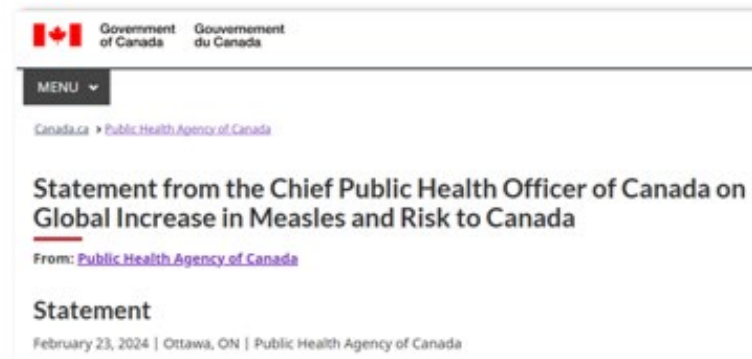 Government Gouvernement
of Canada du Canada
MENU
Canada.ca > Public Health Agency of Canada
Statement from the Chief Public Health Officer of Canada on
Global Increase in Measles and Risk to Canada
From: Public Health Agency of Canada
Statement
February 23, 2024 | Ottawa, ON | Public Health Agency of Canada